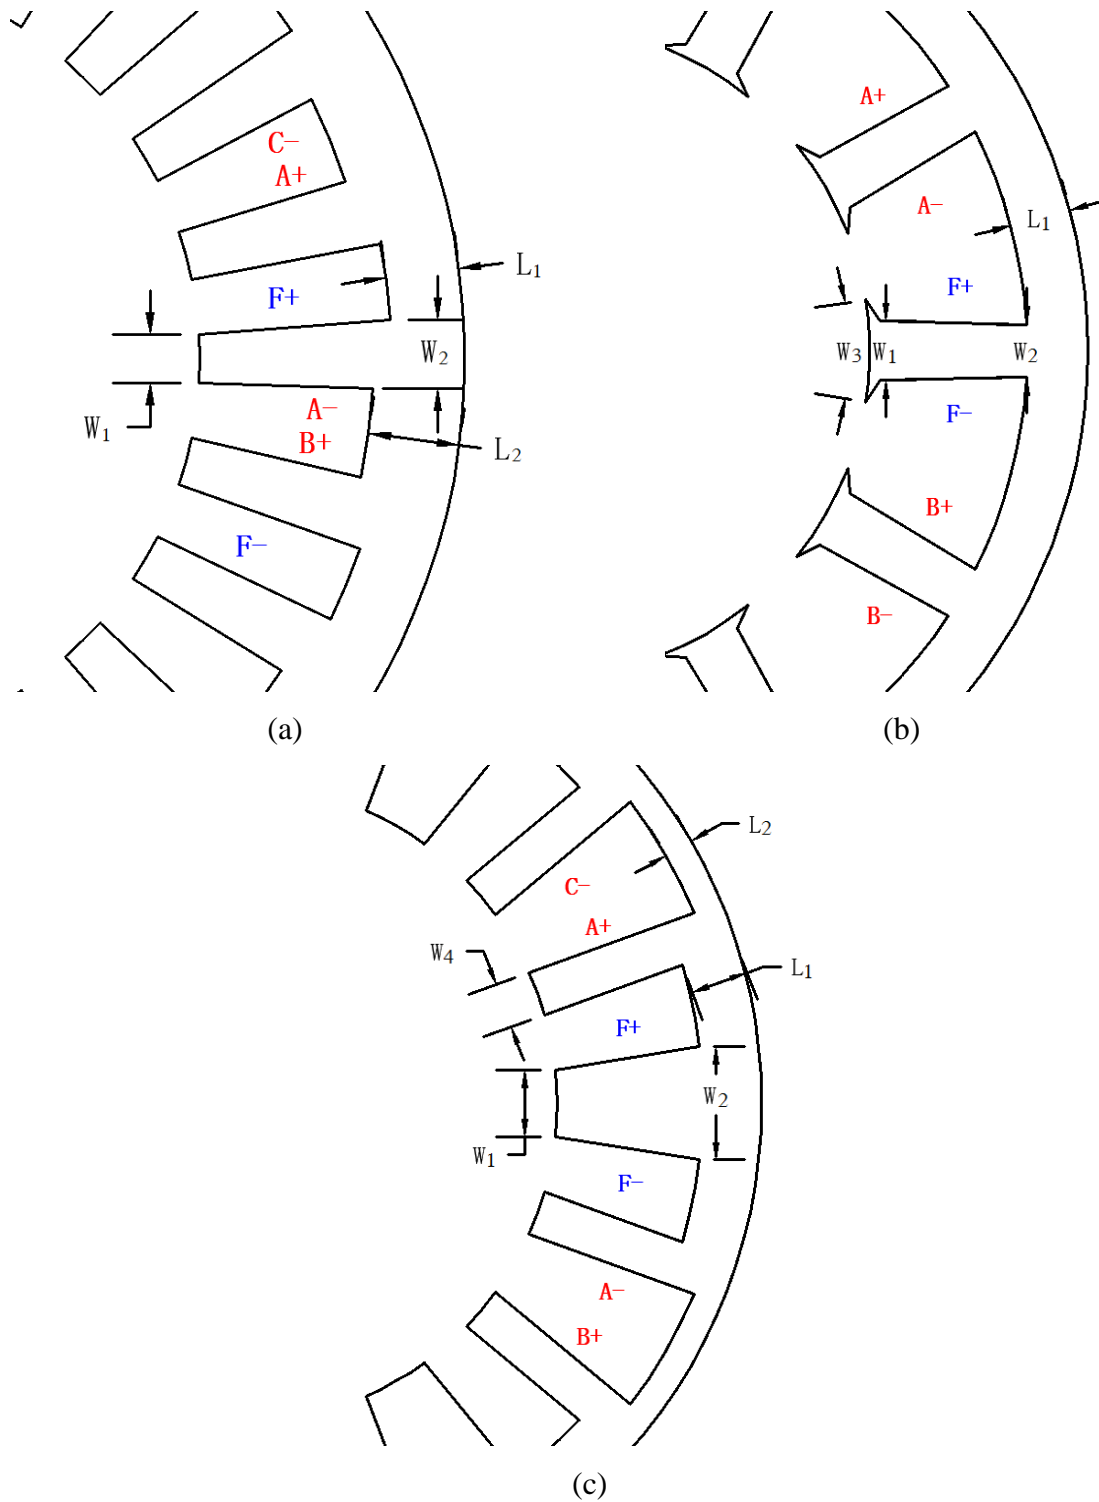 C−
A+
L₁
F+
W₂
A−
B+
W₁
L₂
F−
(a)
A+
A−
L₁
F+
W₃
W₁
W₂
F−
B+
B−
(b)
L₂
C−
A+
W₄
L₁
F+
W₂
W₁
F−
A−
B+
(c)